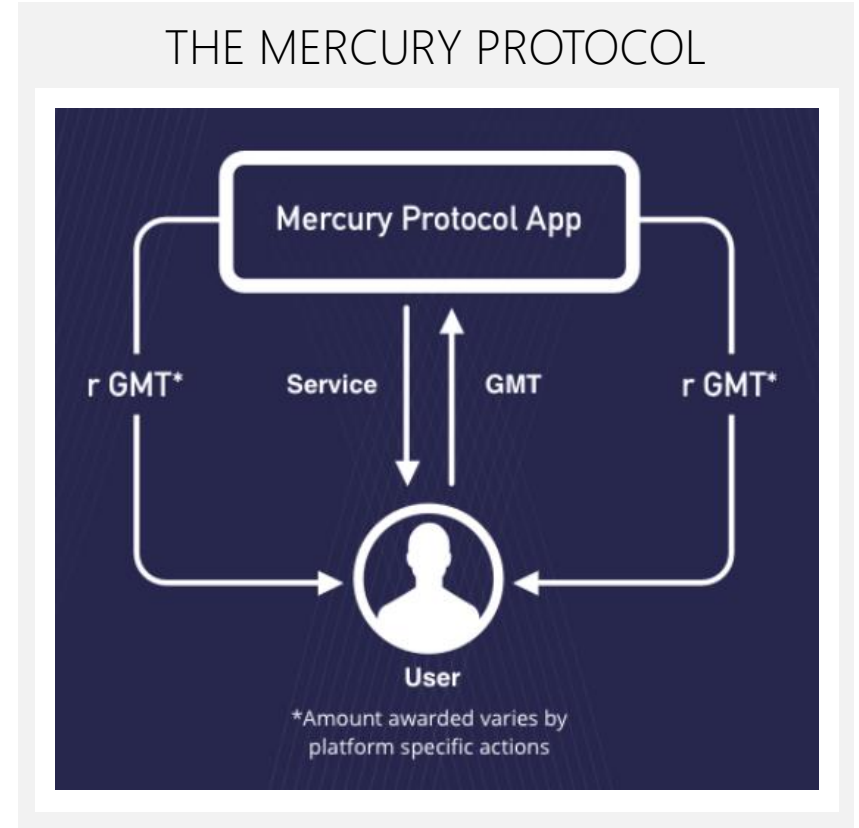 THE MERCURY PROTOCOL
Mercury Protocol App
r GMT*
Service
GMT
r GMT*
User
*Amount awarded varies by
platform specific actions